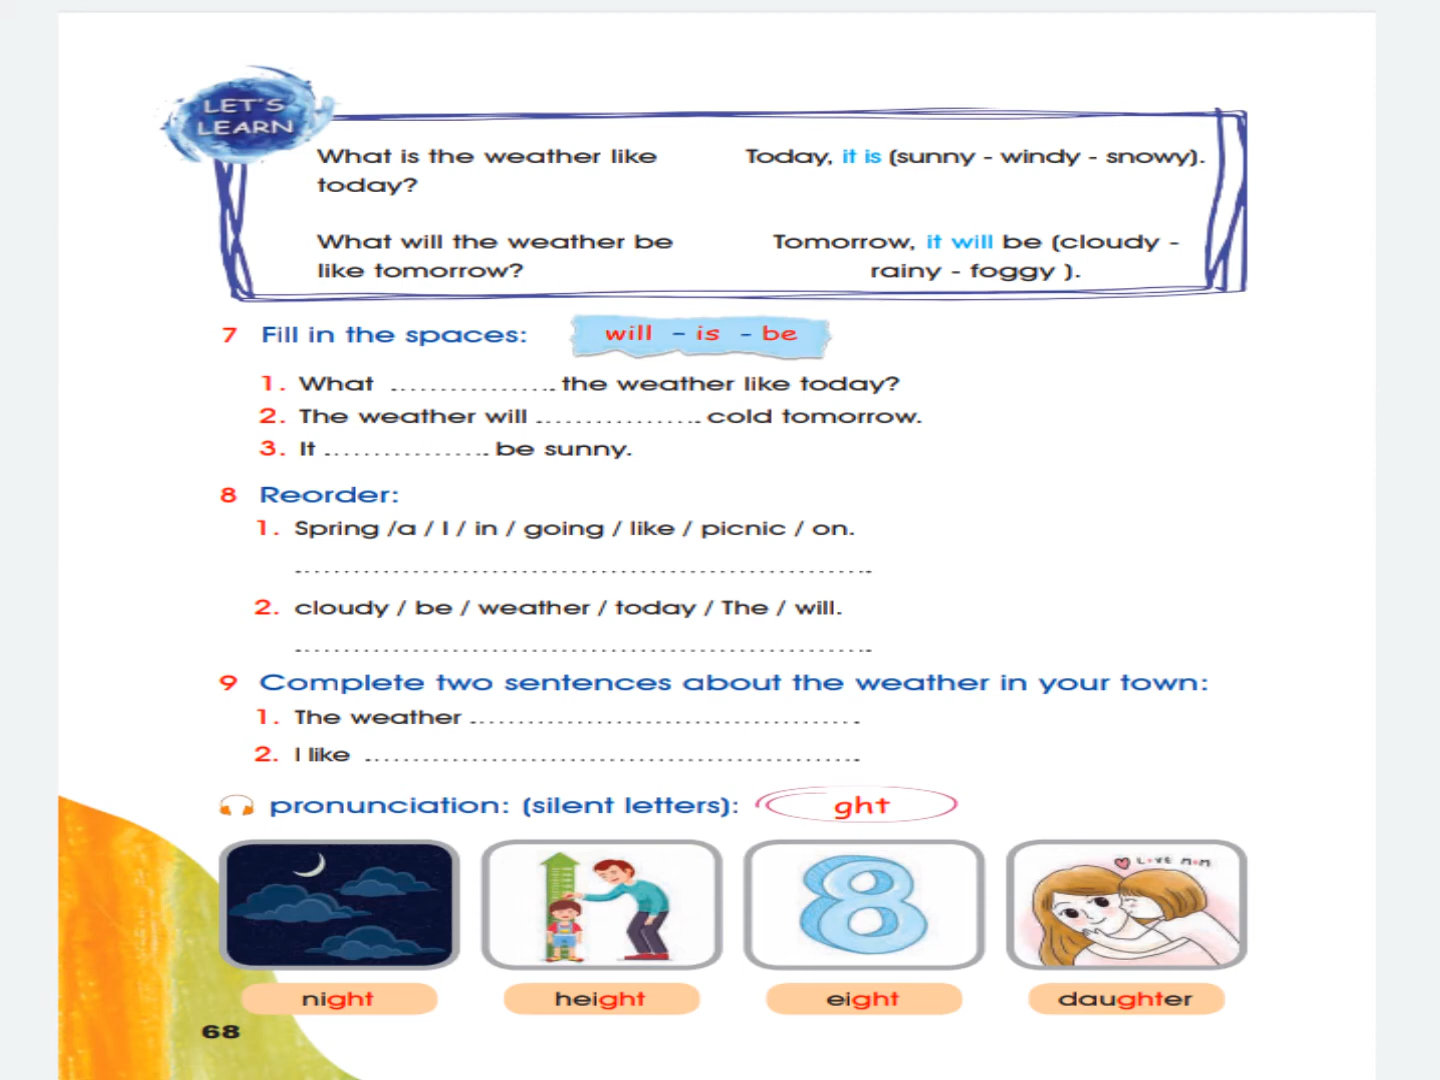 LET'S
LEARN
What is the weather like
today?
Today, it is (sunny - windy - snowy).
What will the weather be
like tomorrow?
Tomorrow, it will be (cloudy -
rainy - foggy ).
7 Fill in the spaces: will - is - be
1. What ................ the weather like today?
2. The weather will ................ cold tomorrow.
3. It ................ be sunny.
8 Reorder:
1. Spring /a / I / in / going / like / picnic / on.
............................................................
2. cloudy / be / weather / today / The / will.
............................................................
9 Complete two sentences about the weather in your town:
1. The weather ........................................
2. I like ..................................................
pronunciation: (silent letters): ght
LOVE MOM
night height eight daughter
68